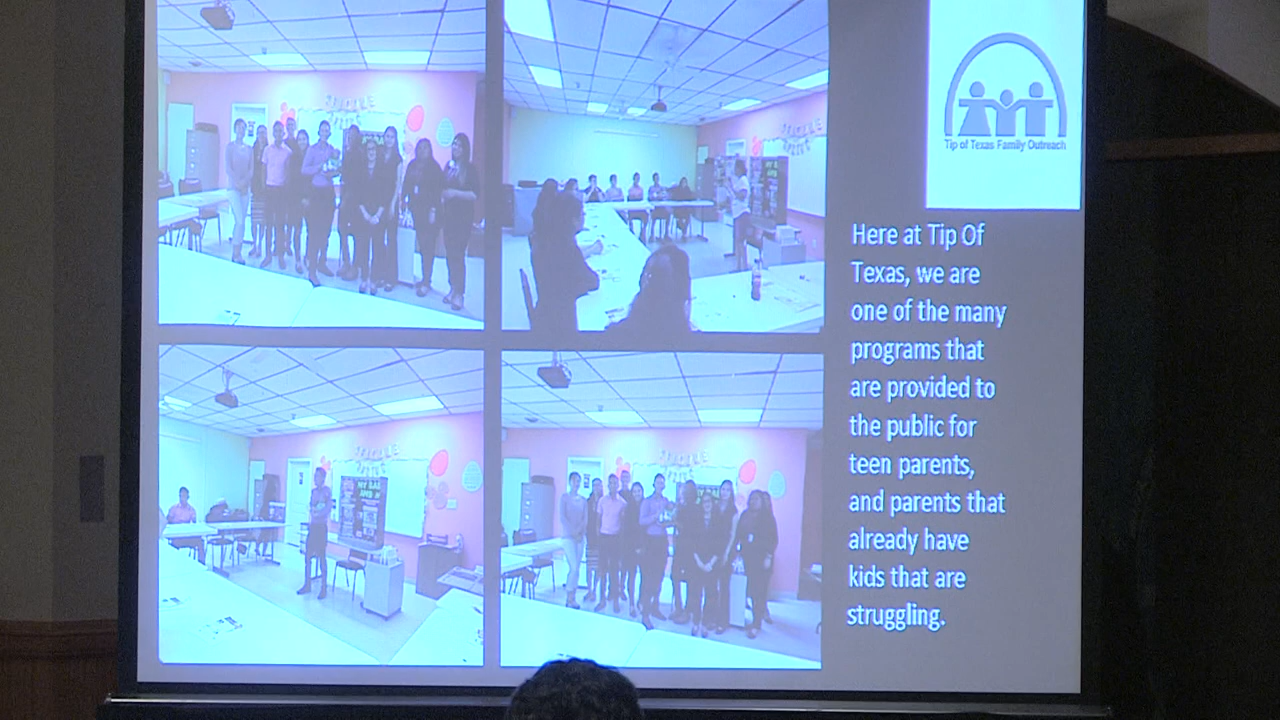 Tip of Texas Family Outreach
Here at Tip Of
Texas, we are
one of the many
programs that
are provided to
the public for
teen parents,
and parents that
already have
kids that are
struggling.